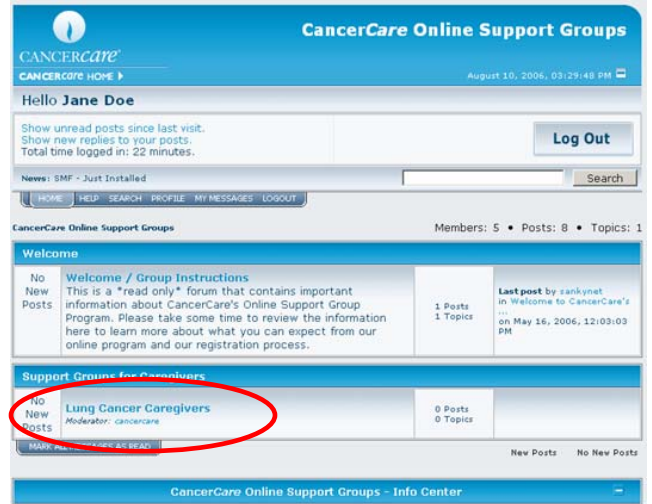 CancerCare Online Support Groups
CANCERcare®
CANCERcare HOME
August 10, 2006, 03:29:48 PM
Hello Jane Doe
Show unread posts since last visit.
Show new replies to your posts.
Total time logged in: 22 minutes.
Log Out
News: SMF - Just Installed
Search
HOME HELP SEARCH PROFILE MY MESSAGES LOGOUT
CancerCare Online Support Groups
Members: 5 • Posts: 8 • Topics: 1
Welcome
No
New
Posts
Welcome / Group Instructions
This is a *read only* forum that contains important
information about CancerCare's Online Support Group
Program. Please take some time to review the information
here to learn more about what you can expect from our
online program and our registration process.
1 Posts
1 Topics
Last post by sankynet
in Welcome to CancerCare's
...
on May 16, 2006, 12:03:03
PM
Support Groups for Caregivers
No
New
Posts
Lung Cancer Caregivers
Moderator: cancercare
0 Posts
0 Topics
MARK ALL MESSAGES AS READ
New Posts No New Posts
CancerCare Online Support Groups - Info Center